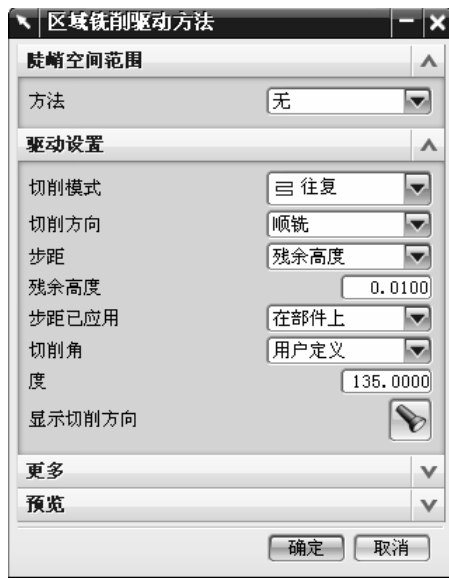 区域铣削驱动方法
陡峭空间范围
方法 无
驱动设置
切削模式 往复
切削方向 顺铣
步距 残余高度
残余高度 0.0100
步距已应用 在部件上
切削角 用户定义
度 135.0000
显示切削方向
更多
预览
确定 取消